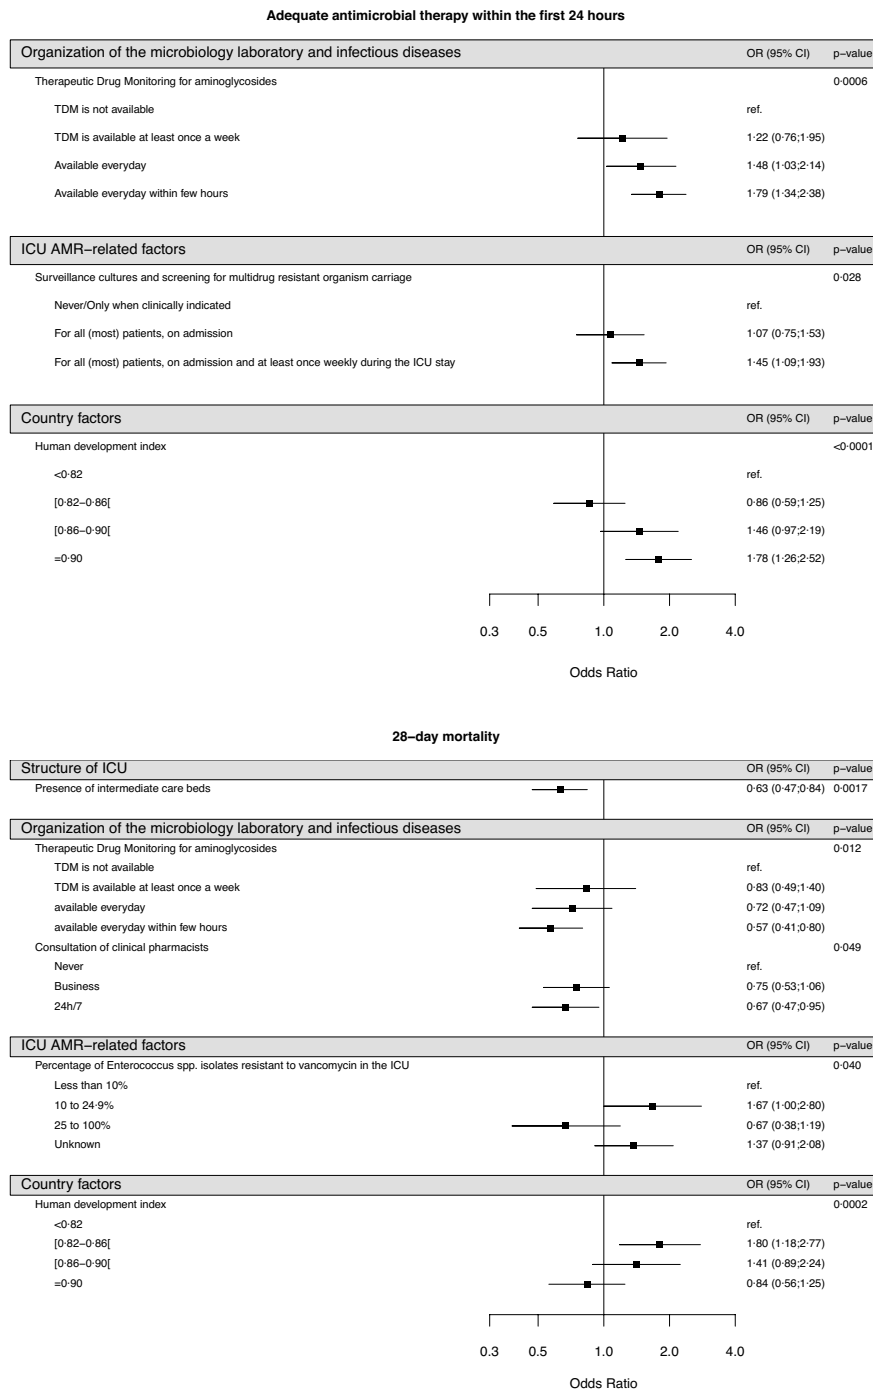 Adequate antimicrobial therapy within the first 24 hours
Organization of the microbiology laboratory and infectious diseases OR (95% CI) p−value
Therapeutic Drug Monitoring for aminoglycosides 0·0006
TDM is not available ref.
TDM is available at least once a week 1·22 (0·76;1·95)
Available everyday 1·48 (1·03;2·14)
Available everyday within few hours 1·79 (1·34;2·38)
ICU AMR−related factors OR (95% CI) p−value
Surveillance cultures and screening for multidrug resistant organism carriage 0·028
Never/Only when clinically indicated ref.
For all (most) patients, on admission 1·07 (0·75;1·53)
For all (most) patients, on admission and at least once weekly during the ICU stay 1·45 (1·09;1·93)
Country factors OR (95% CI) p−value
Human development index <0·0001
<0·82 ref.
[0·82−0·86[ 0·86 (0·59;1·25)
[0·86−0·90[ 1·46 (0·97;2·19)
=0·90 1·78 (1·26;2·52)
0.3 0.5 1.0 2.0 4.0
Odds Ratio
28−day mortality
Structure of ICU OR (95% CI) p−value
Presence of intermediate care beds 0·63 (0·47;0·84) 0·0017
Organization of the microbiology laboratory and infectious diseases OR (95% CI) p−value
Therapeutic Drug Monitoring for aminoglycosides 0·012
TDM is not available ref.
TDM is available at least once a week 0·83 (0·49;1·40)
available everyday 0·72 (0·47;1·09)
available everyday within few hours 0·57 (0·41;0·80)
Consultation of clinical pharmacists 0·049
Never ref.
Business 0·75 (0·53;1·06)
24h/7 0·67 (0·47;0·95)
ICU AMR−related factors OR (95% CI) p−value
Percentage of Enterococcus spp. isolates resistant to vancomycin in the ICU 0·040
Less than 10% ref.
10 to 24·9% 1·67 (1·00;2·80)
25 to 100% 0·67 (0·38;1·19)
Unknown 1·37 (0·91;2·08)
Country factors OR (95% CI) p−value
Human development index 0·0002
<0·82 ref.
[0·82−0·86[ 1·80 (1·18;2·77)
[0·86−0·90[ 1·41 (0·89;2·24)
=0·90 0·84 (0·56;1·25)
0.3 0.5 1.0 2.0 4.0
Odds Ratio